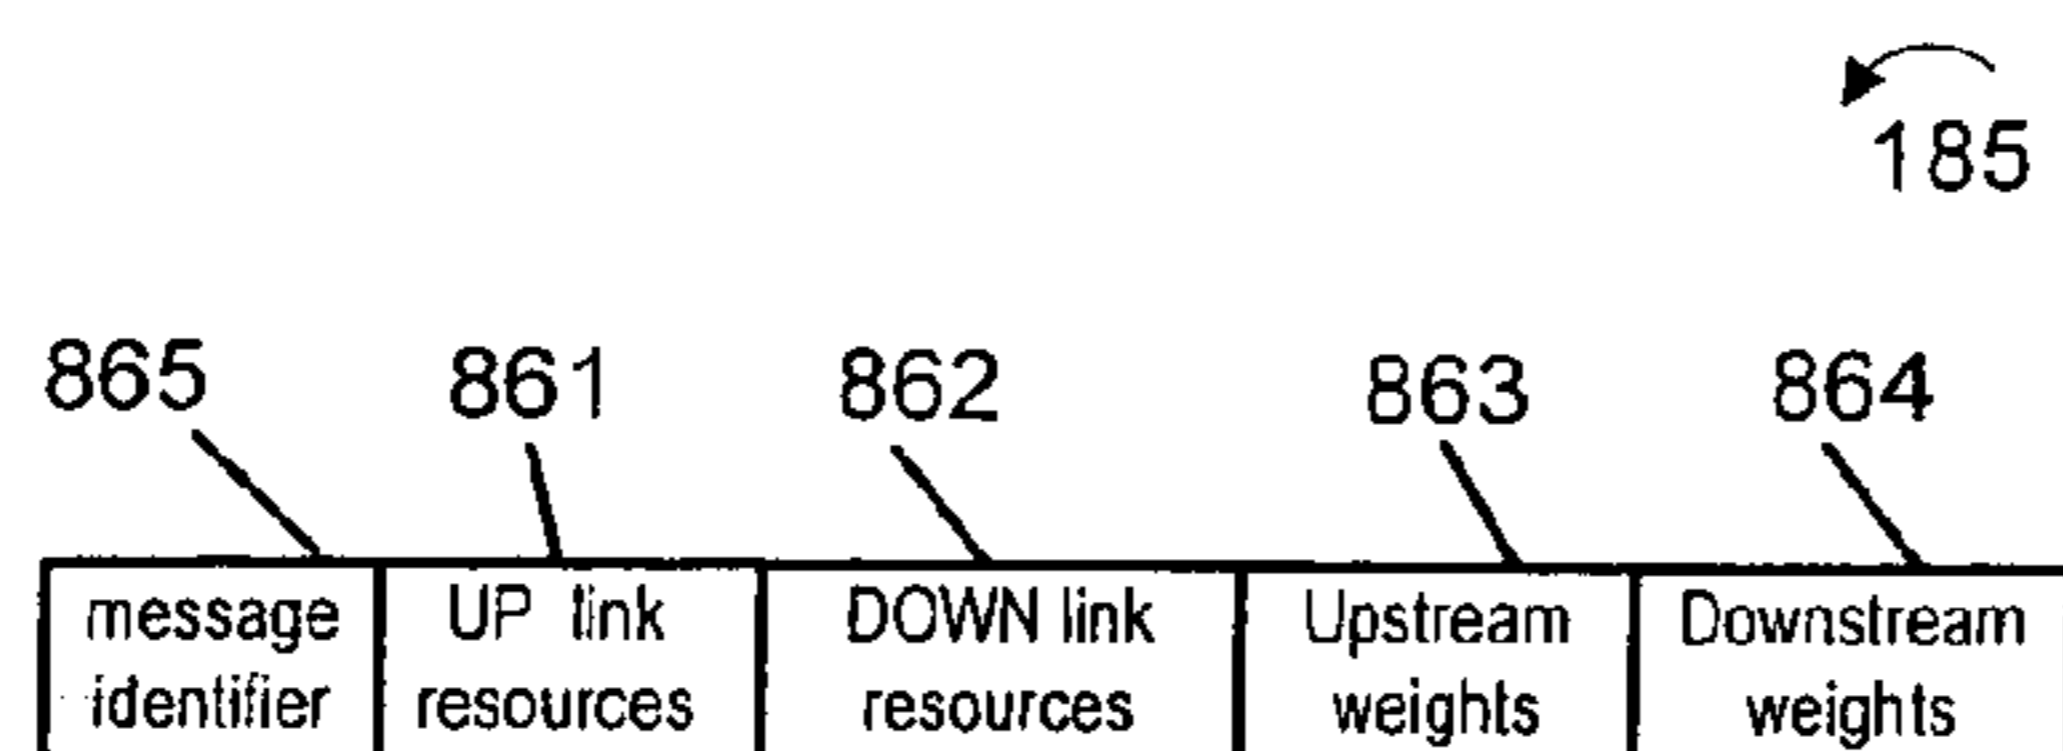 185
865 861 862 863 864
message UP link DOWN link Upstream Downstream
identifier resources resources weights weights